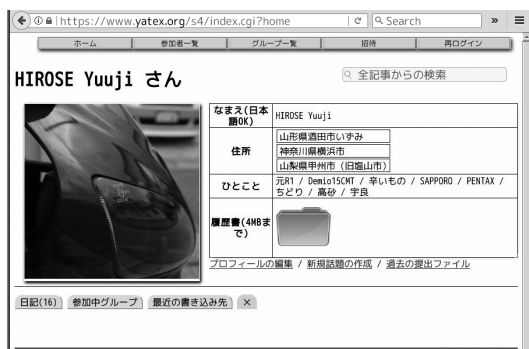 https://www.yatex.org/s4/index.cgi?home
Search
ホーム 参加者一覧 グループ一覧 招待 再ログイン
HIROSE Yuuji さん
全記事からの検索
なまえ(日本語OK) HIROSE Yuuji
住所
山形県酒田市いずみ
神奈川県横浜市
山梨県甲州市（旧塩山市）
ひとこと
元R1 / Demio15CMT / 辛いもの / SAPPORO / PENTAX /
ちどり / 高砂 / 宇良
履歴書(4MBまで)
プロフィールの編集 / 新規話題の作成 / 過去の提出ファイル
日記(16) 参加中グループ 最近の書き込み先 ×